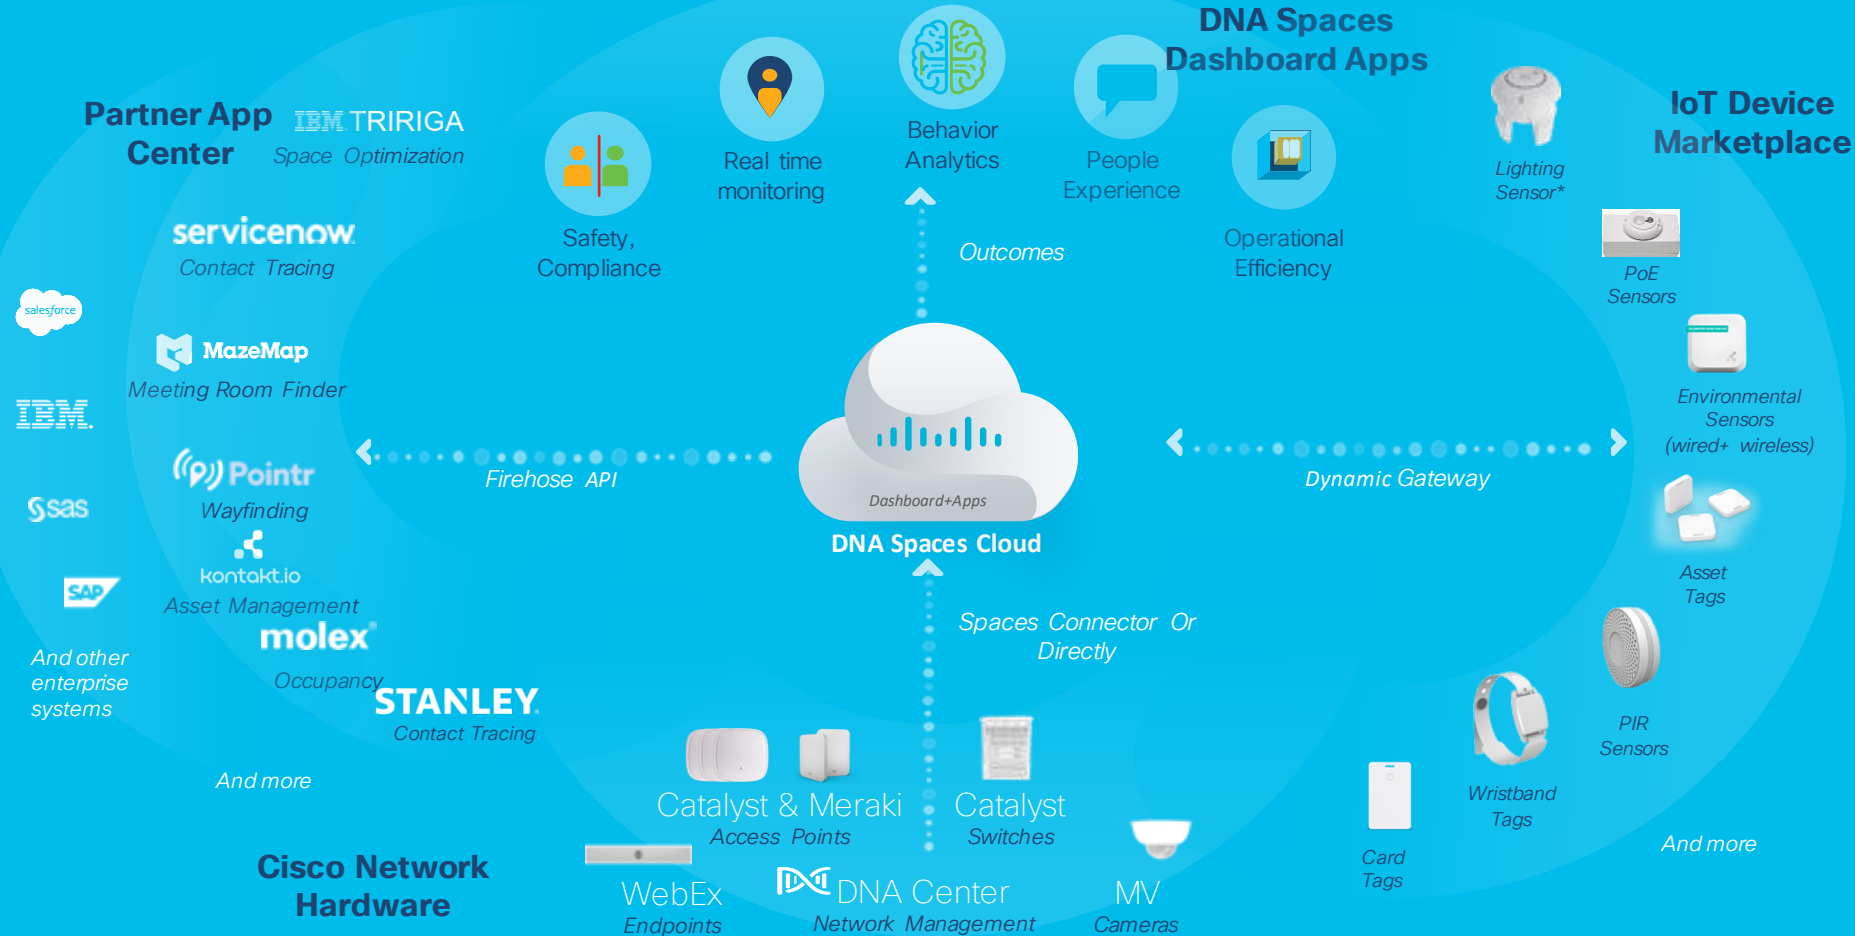 DNA Spaces
Dashboard Apps
Partner App
Center
IBM TRIRIGA
Space Optimization
servicenow
Contact Tracing
salesforce
MazeMap
Meeting Room Finder
IBM.
Pointr
Wayfinding
sas
kontakt.io
Asset Management
SAP
molex®
Occupancy
And other
enterprise
systems
STANLEY
Contact Tracing
And more
Safety,
Compliance
Real time
monitoring
Behavior
Analytics
People
Experience
Operational
Efficiency
Outcomes
Firehose API
Dashboard+Apps
DNA Spaces Cloud
Dynamic Gateway
Spaces Connector Or
Directly
IoT Device
Marketplace
Lighting
Sensor*
PoE
Sensors
Environmental
Sensors
(wired+ wireless)
Asset
Tags
PIR
Sensors
Wristband
Tags
Card
Tags
And more
Cisco Network
Hardware
Catalyst & Meraki
Access Points
Catalyst
Switches
WebEx
Endpoints
DNA Center
Network Management
MV
Cameras